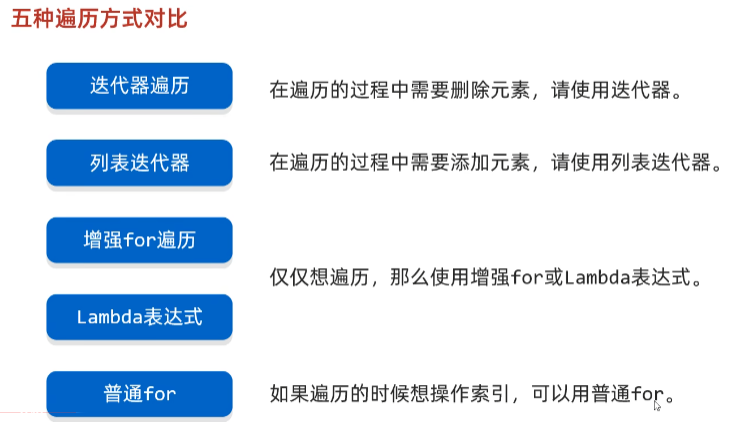 五种遍历方式对比
迭代器遍历
在遍历的过程中需要删除元素，请使用迭代器。
列表迭代器
在遍历的过程中需要添加元素，请使用列表迭代器。
增强for遍历
仅仅想遍历，那么使用增强for或Lambda表达式。
Lambda表达式
普通for
如果遍历的时候想操作索引，可以用普通for。